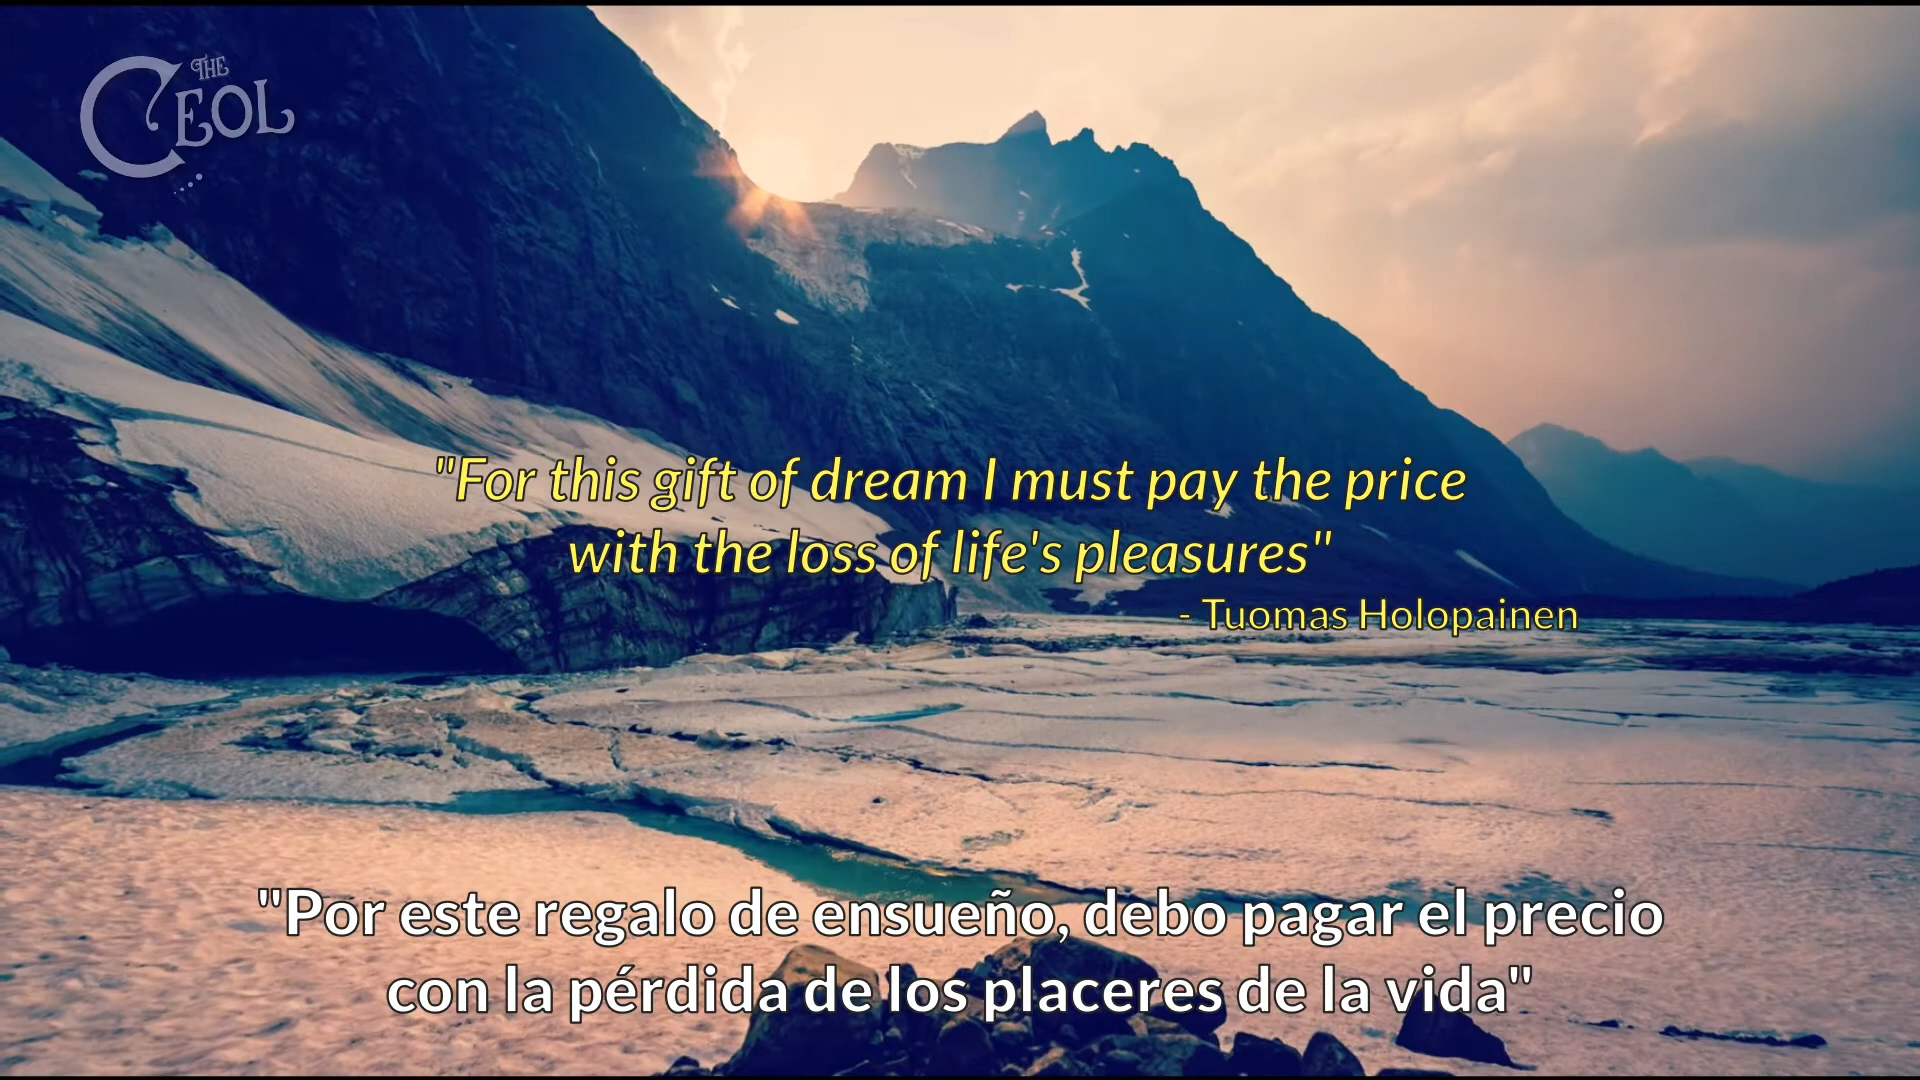 THE
CEOL
"For this gift of dream I must pay the price
with the loss of life's pleasures"
- Tuomas Holopainen
"Por este regalo de ensueño, debo pagar el precio
con la pérdida de los placeres de la vida"